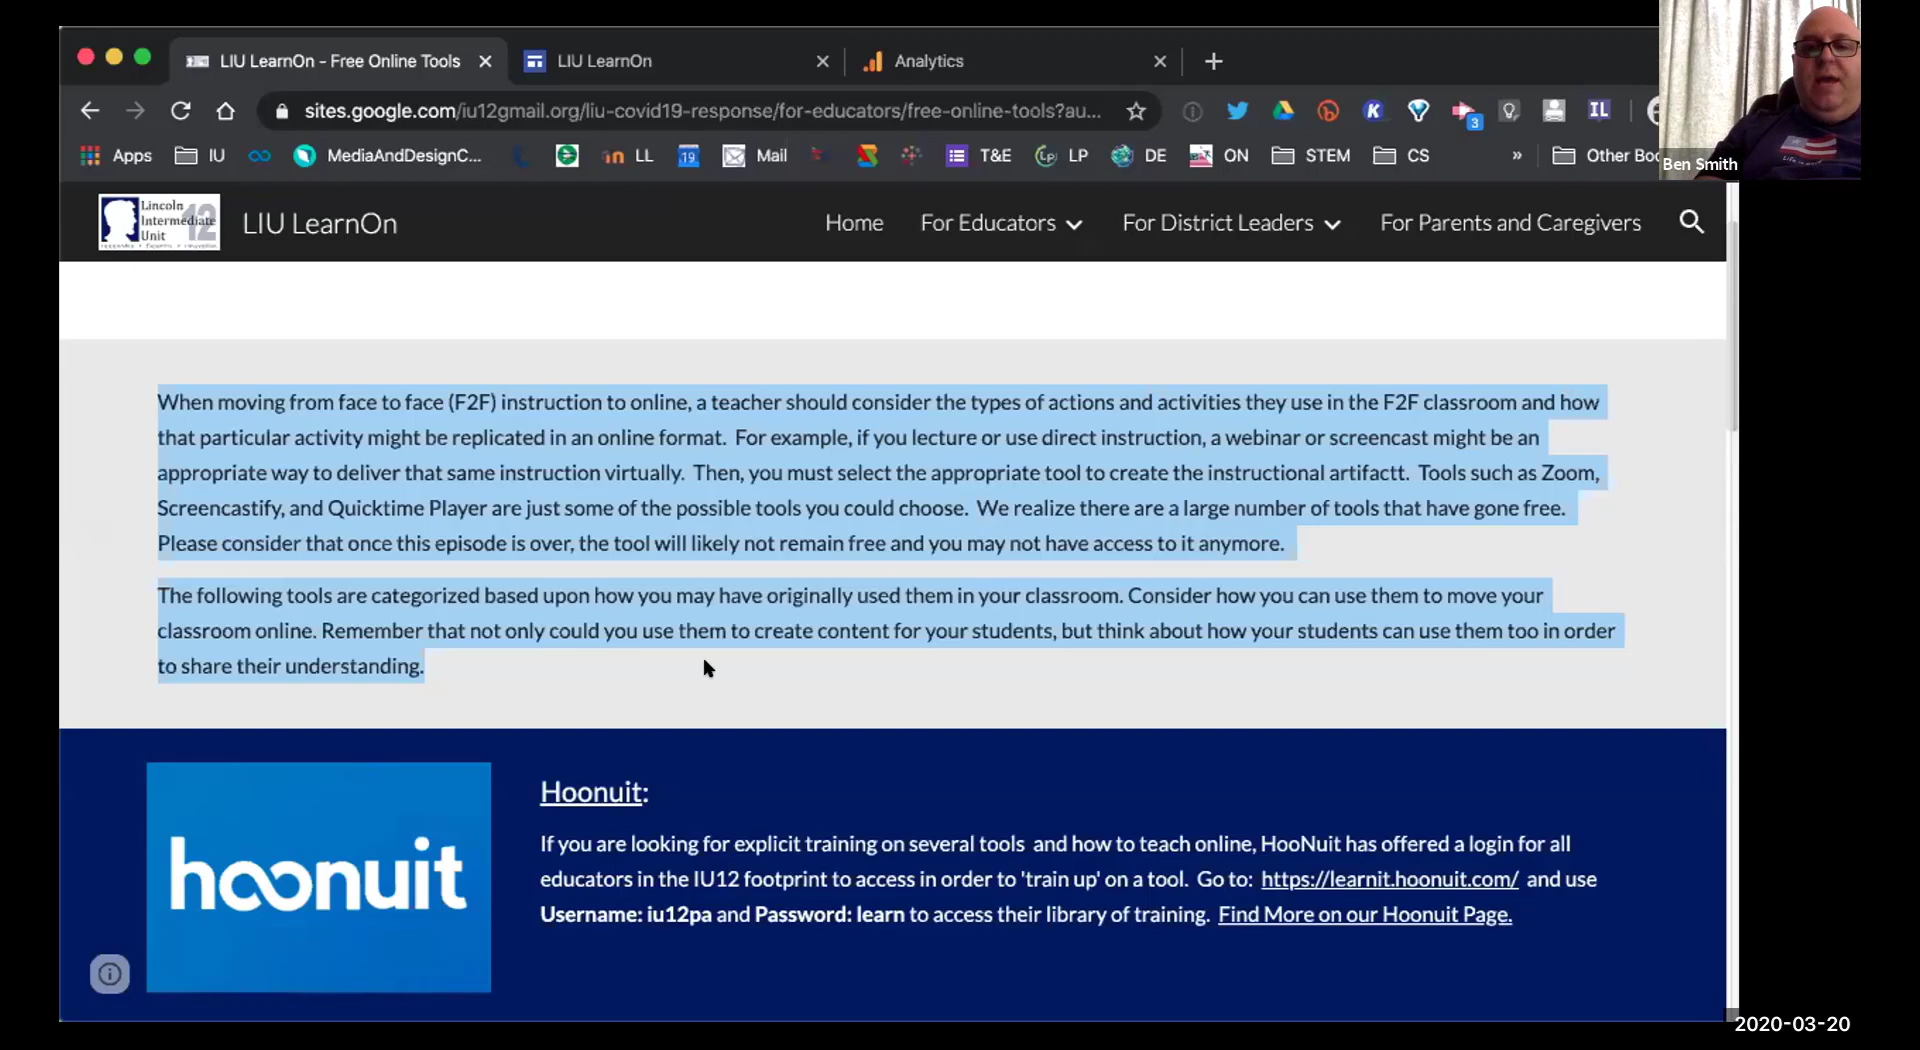 LIU LearnOn - Free Online Tools
LIU LearnOn
Analytics
sites.google.com/iu12gmail.org/liu-covid19-response/for-educators/free-online-tools?au...
3
IL
Apps
IU
MediaAndDesignC...
LL
19
Mail
T&E
LP
DE
ON
STEM
CS
»
Other Boo
Ben Smith
Lincoln
Intermediate
Unit
12
LIU LearnOn
Home
For Educators
For District Leaders
For Parents and Caregivers
When moving from face to face (F2F) instruction to online, a teacher should consider the types of actions and activities they use in the F2F classroom and how
that particular activity might be replicated in an online format. For example, if you lecture or use direct instruction, a webinar or screencast might be an
appropriate way to deliver that same instruction virtually. Then, you must select the appropriate tool to create the instructional artifactt. Tools such as Zoom,
Screencastify, and Quicktime Player are just some of the possible tools you could choose. We realize there are a large number of tools that have gone free.
Please consider that once this episode is over, the tool will likely not remain free and you may not have access to it anymore.
The following tools are categorized based upon how you may have originally used them in your classroom. Consider how you can use them to move your
classroom online. Remember that not only could you use them to create content for your students, but think about how your students can use them too in order
to share their understanding.
hoonuit
Hoonuit:
If you are looking for explicit training on several tools and how to teach online, HooNuit has offered a login for all
educators in the IU12 footprint to access in order to 'train up' on a tool. Go to: https://learnit.hoonuit.com/ and use
Username: iu12pa and Password: learn to access their library of training. Find More on our Hoonuit Page.
2020-03-20